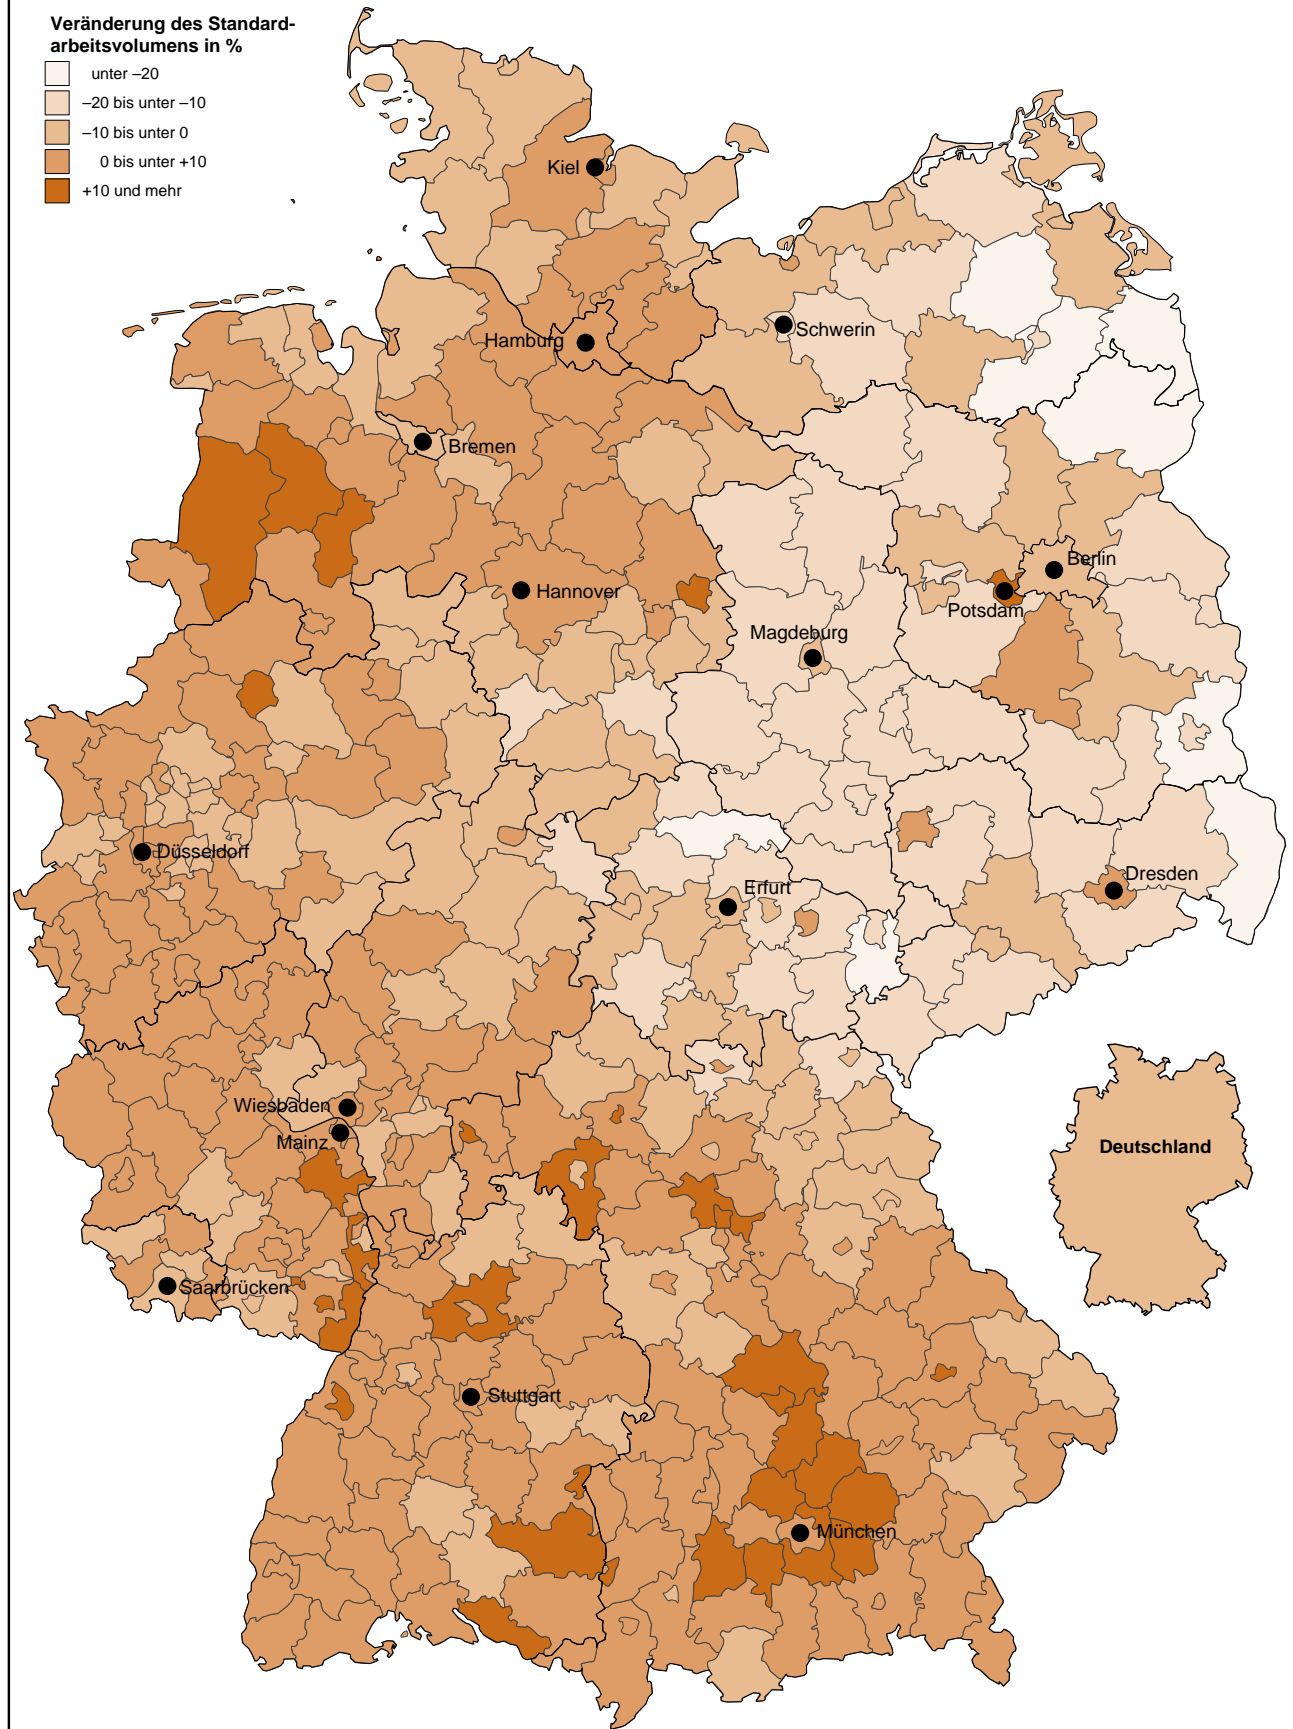 Veränderung des Standard-
arbeitsvolumens in %
unter –20
–20 bis unter –10
–10 bis unter 0
0 bis unter +10
+10 und mehr
Kiel
Schwerin
Hamburg
Bremen
Berlin
Hannover
Potsdam
Magdeburg
Düsseldorf
Dresden
Erfurt
Wiesbaden
Mainz
Deutschland
Saarbrücken
Stuttgart
München